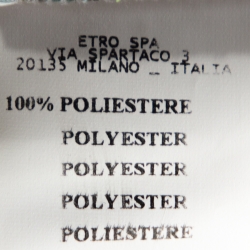 ETRO SPA
VIA SPARTACO 3
20135 MILANO _ ITALIA
100% POLIESTERE
POLYESTER
POLYESTER
POLYESTER
POLIESTERE